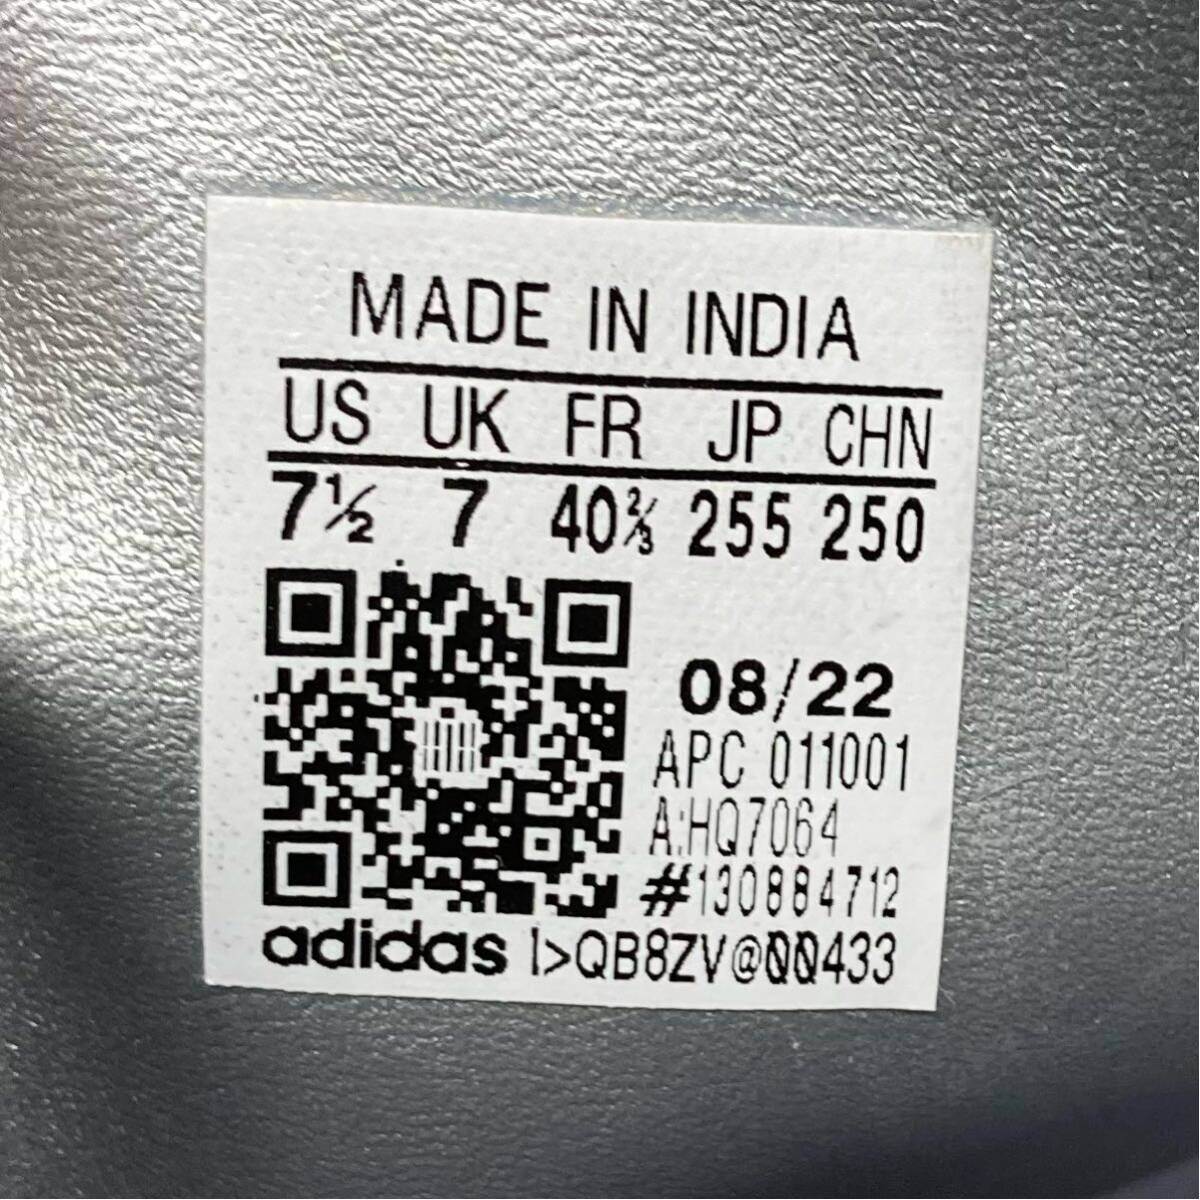 MADE IN INDIA
US UK FR JP CHN
7½ 7 40⅔ 255 250
08/22
APC 011001
A:HQ7064
#130884712
adidas I>QB8ZV@00433